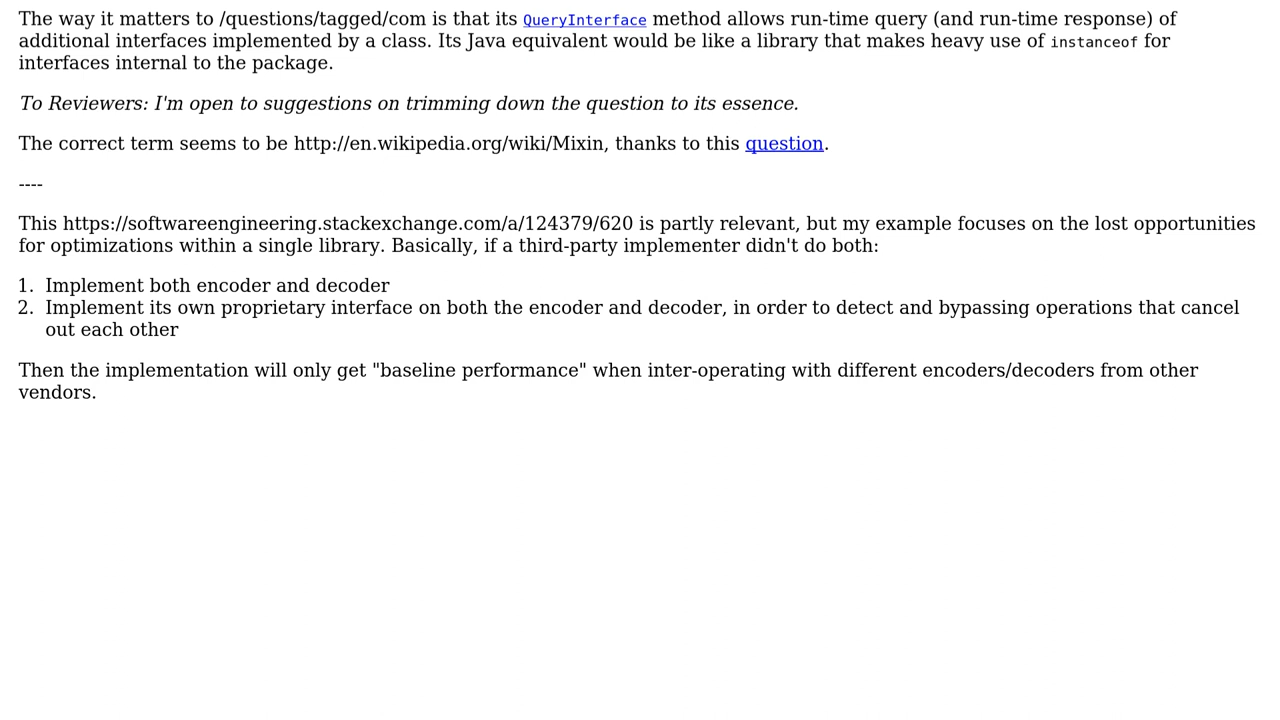 The way it matters to /questions/tagged/com is that its QueryInterface method allows run-time query (and run-time response) of
additional interfaces implemented by a class. Its Java equivalent would be like a library that makes heavy use of instanceof for
interfaces internal to the package.
To Reviewers: I'm open to suggestions on trimming down the question to its essence.
The correct term seems to be http://en.wikipedia.org/wiki/Mixin, thanks to this question.
----
This https://softwareengineering.stackexchange.com/a/124379/620 is partly relevant, but my example focuses on the lost opportunities
for optimizations within a single library. Basically, if a third-party implementer didn't do both:
1. Implement both encoder and decoder
2. Implement its own proprietary interface on both the encoder and decoder, in order to detect and bypassing operations that cancel
out each other
Then the implementation will only get "baseline performance" when inter-operating with different encoders/decoders from other
vendors.